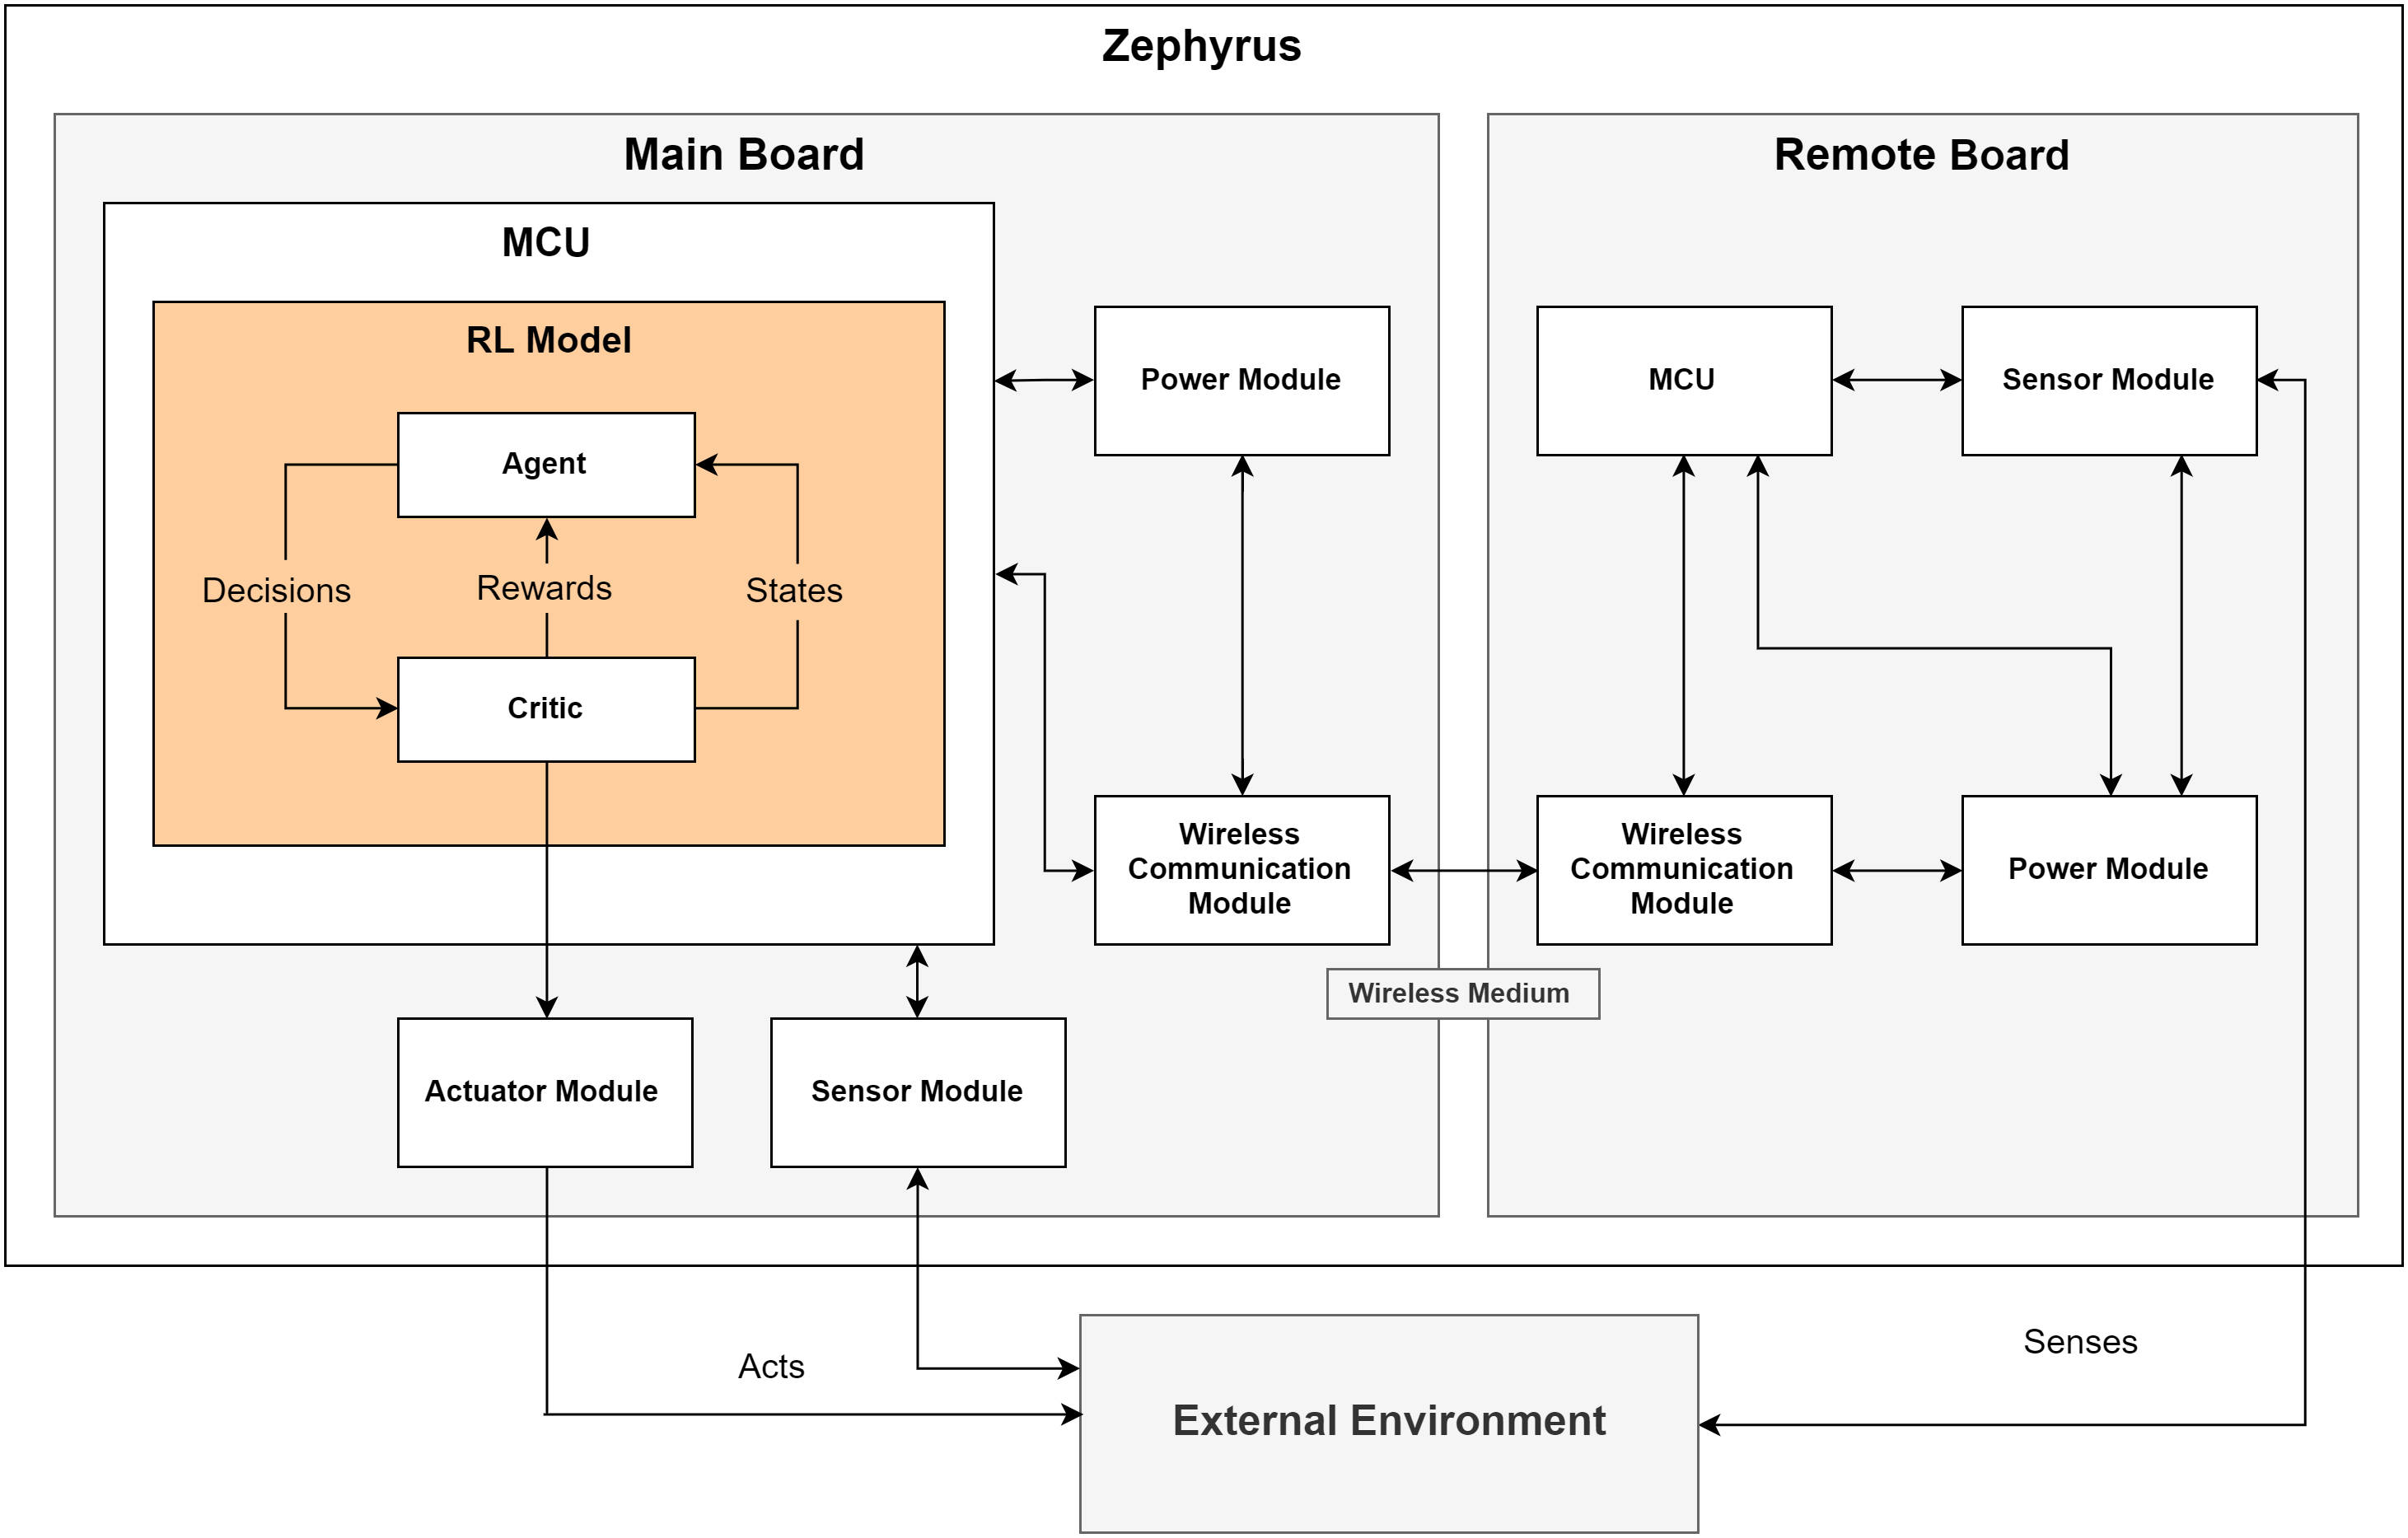 Zephyrus
Main Board
MCU
RL Model
Agent
Decisions
Rewards
States
Critic
Power Module
Wireless
Communication
Module
Actuator Module
Sensor Module
Remote Board
MCU
Sensor Module
Wireless
Communication
Module
Power Module
Wireless Medium
Acts
External Environment
Senses